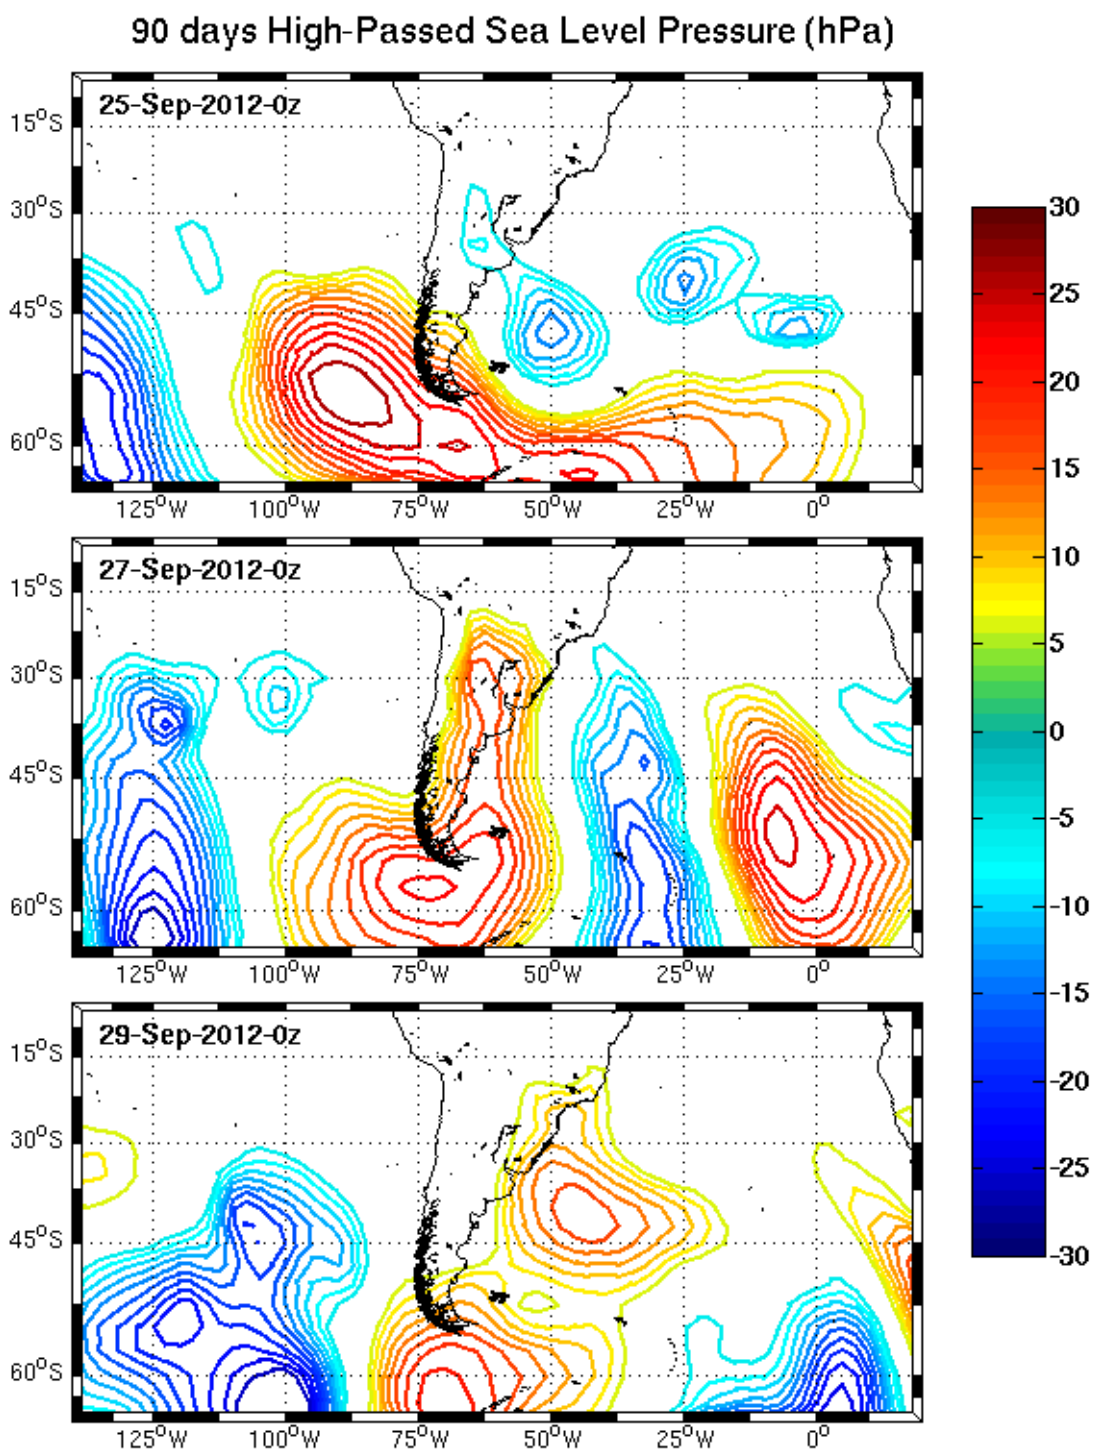 90 days High-Passed Sea Level Pressure (hPa)
25-Sep-2012-0z
15°S
30°S
45°S
60°S
125°W 100°W 75°W 50°W 25°W 0°
27-Sep-2012-0z
15°S
30°S
45°S
60°S
125°W 100°W 75°W 50°W 25°W 0°
29-Sep-2012-0z
15°S
30°S
45°S
60°S
125°W 100°W 75°W 50°W 25°W 0°
30
25
20
15
10
5
0
-5
-10
-15
-20
-25
-30